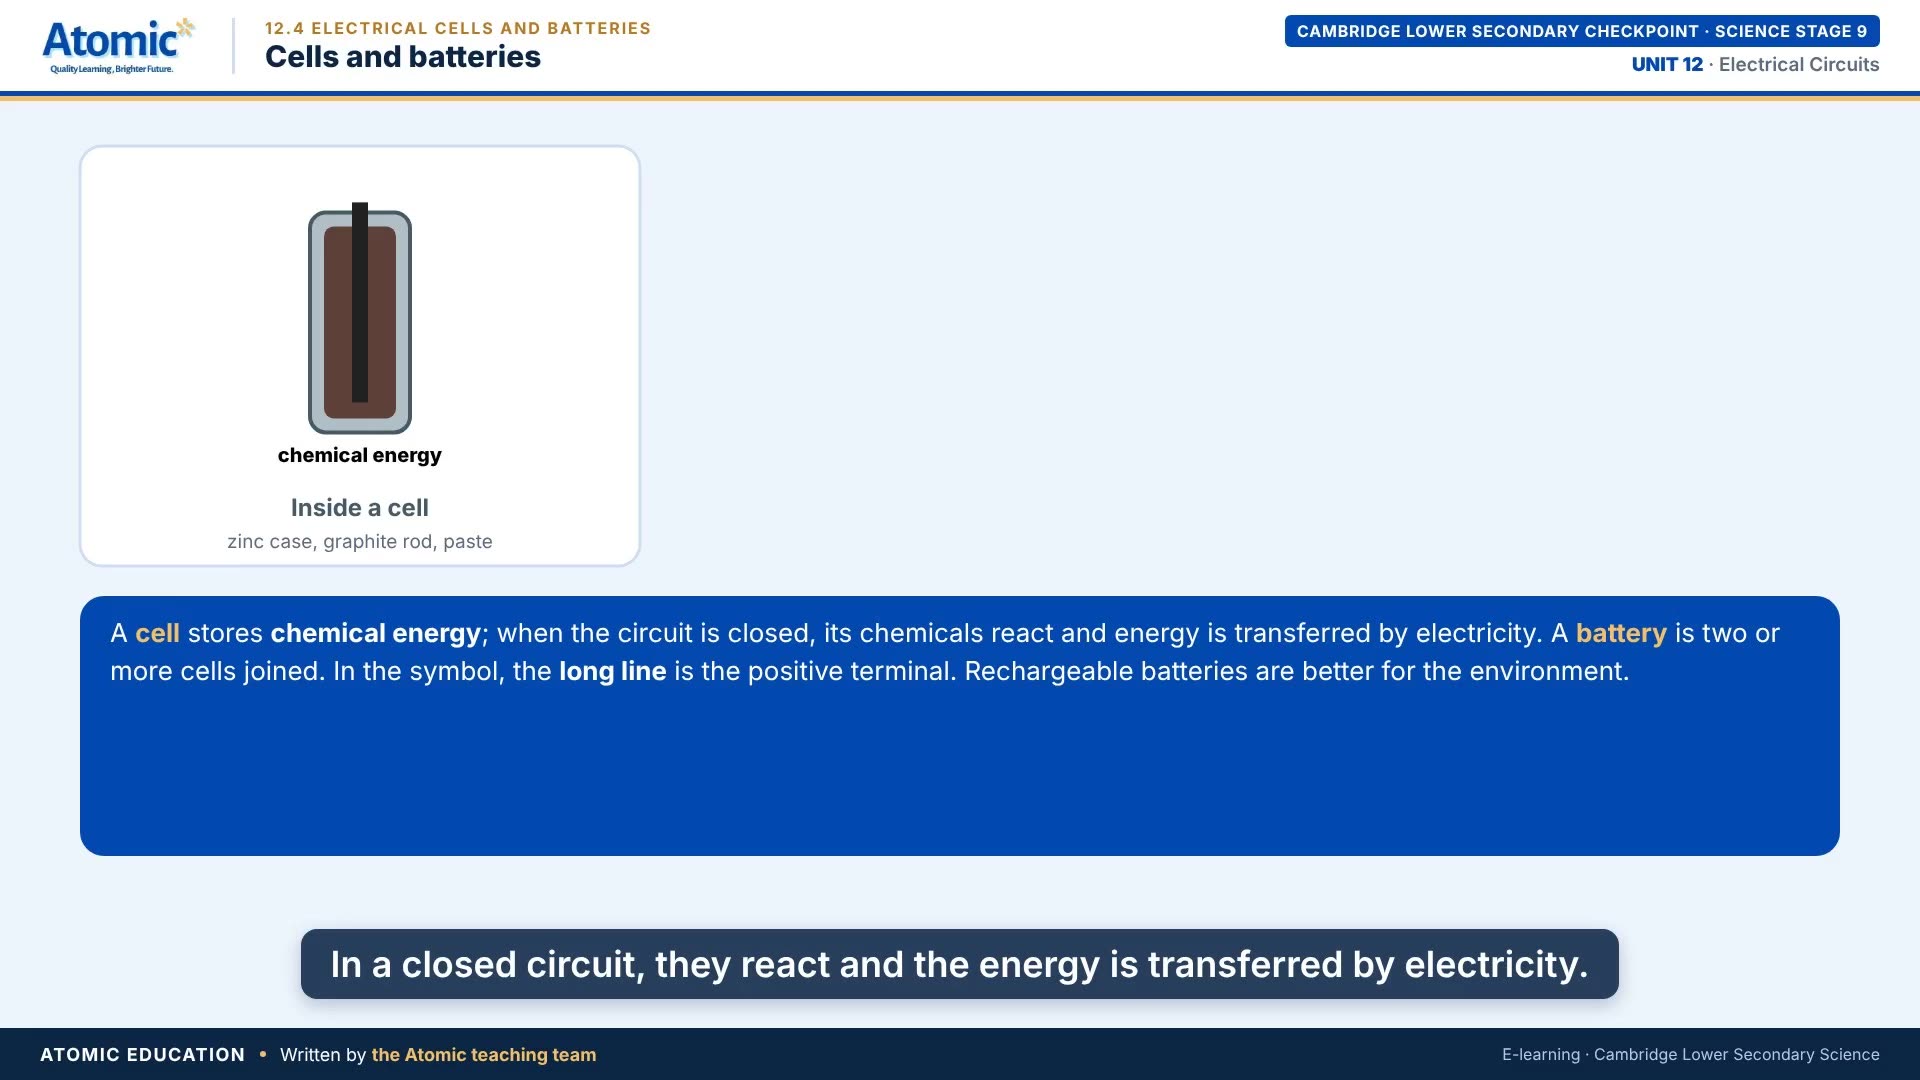 Atomic
Quality Learning, Brighter Future.
12.4 ELECTRICAL CELLS AND BATTERIES
Cells and batteries
CAMBRIDGE LOWER SECONDARY CHECKPOINT · SCIENCE STAGE 9
UNIT 12 · Electrical Circuits
chemical energy
Inside a cell
zinc case, graphite rod, paste
A cell stores chemical energy; when the circuit is closed, its chemicals react and energy is transferred by electricity. A battery is two or
more cells joined. In the symbol, the long line is the positive terminal. Rechargeable batteries are better for the environment.
In a closed circuit, they react and the energy is transferred by electricity.
ATOMIC EDUCATION • Written by the Atomic teaching team
E-learning · Cambridge Lower Secondary Science